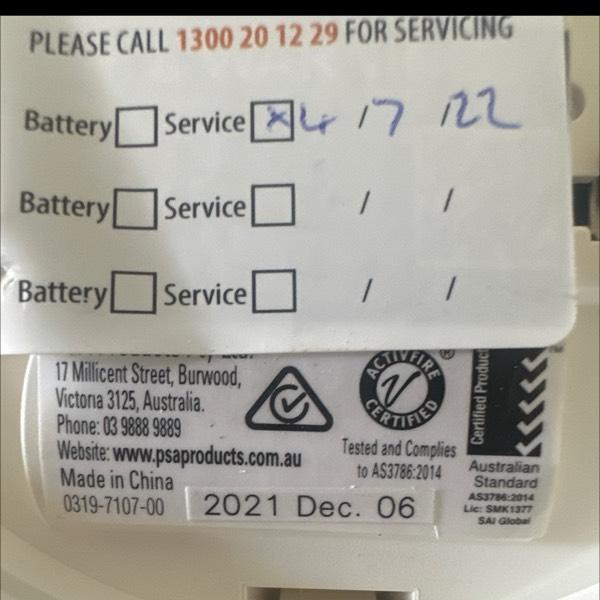 PLEASE CALL 1300 20 12 29 FOR SERVICING
Battery Service x 4 / 7 / 22
Battery Service / /
Battery Service / /
17 Millicent Street, Burwood,
Victoria 3125, Australia.
Phone: 03 9888 9889
Website: www.psaproducts.com.au
Made in China
0319-7107-00
2021 Dec. 06
ACTIVFIRE
®
CERTIFIED
Tested and Complies
to AS3786:2014
Certified Product
Australian
Standard
AS3786:2014
Lic: SMK1377
SAI Global